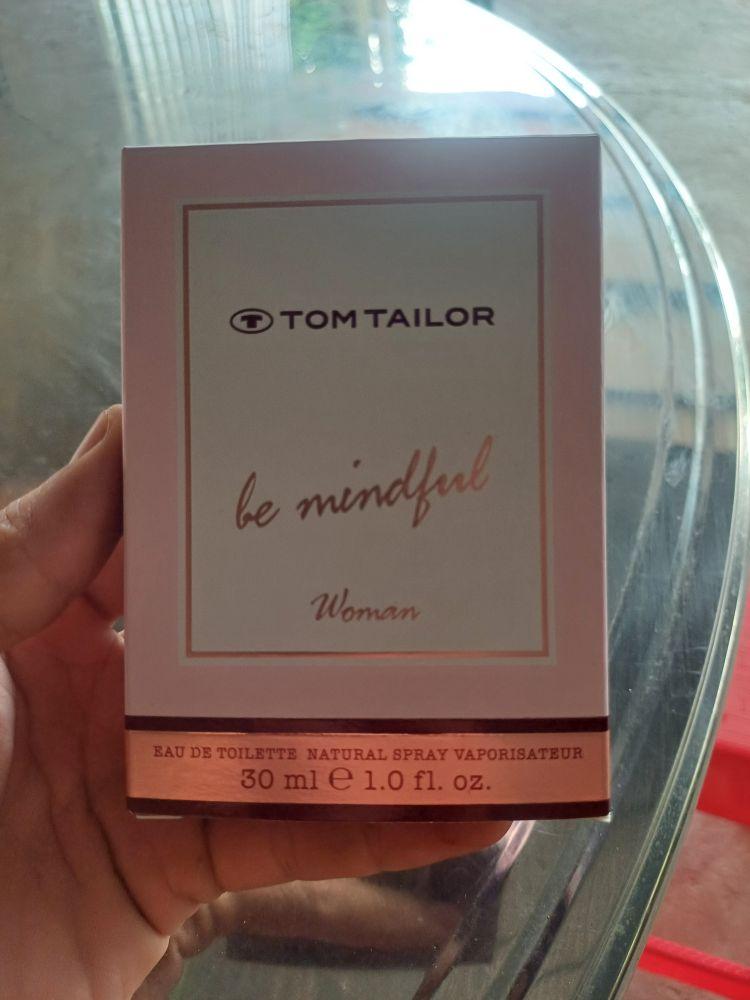 TOM TAILOR
be mindful
Woman
EAU DE TOILETTE NATURAL SPRAY VAPORISATEUR
30 ml ℮ 1.0 fl. oz.